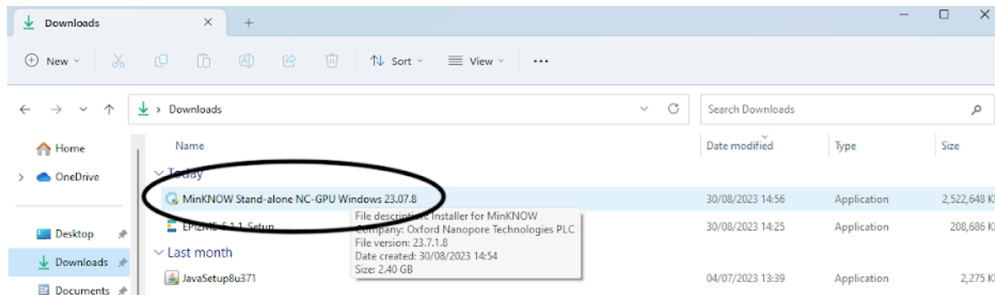 Downloads
New Sort View
Downloads Search Downloads
Home Name Date modified Type Size
Today
OneDrive
MinKNOW Stand-alone NC-GPU Windows 23.07.8 30/08/2023 14:56 Application 2,522,648 K
File description: Installer for MinKNOW
EPI2ME-5.1.1 Setup 30/08/2023 14:25 Application 208,686 K
Company: Oxford Nanopore Technologies PLC
Desktop
File version: 23.7.1.8
Last month
Date created: 30/08/2023 14:54
Downloads
Size: 2.40 GB
JavaSetup8u371 04/07/2023 13:39 Application 2,275 K
Documents